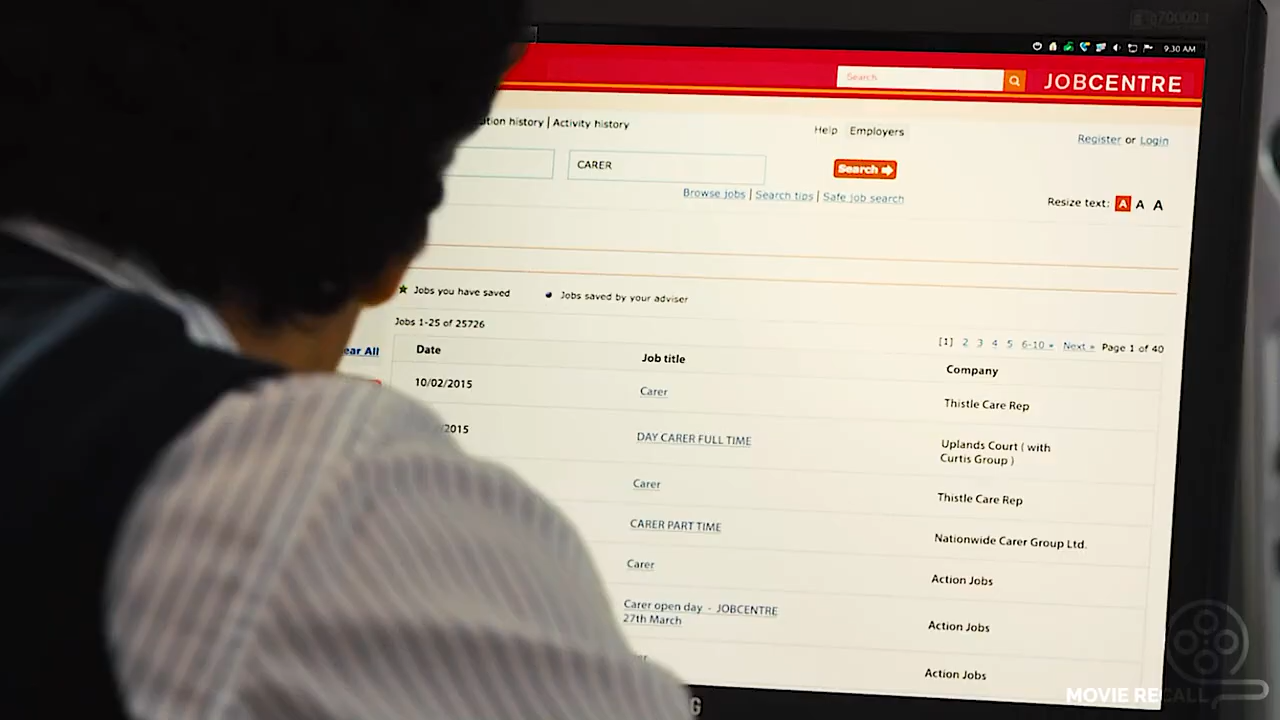 9:30 AM
Search
JOBCENTRE
tion history | Activity history
Help Employers
Register or Login
CARER
Search
Browse jobs | Search tips | Safe job search
Resize text: A A A
Jobs you have saved
Jobs saved by your adviser
Jobs 1-25 of 25726
[1] 2 3 4 5 6-10 Next Page 1 of 40
ear All
Date Job title Company
10/02/2015 Carer Thistle Care Rep
/2015 DAY CARER FULL TIME Uplands Court ( with
Curtis Group )
Carer Thistle Care Rep
CARER PART TIME Nationwide Carer Group Ltd.
Carer Action Jobs
Carer open day - JOBCENTRE
27th March Action Jobs
er Action Jobs
MOVIE RECALL
G